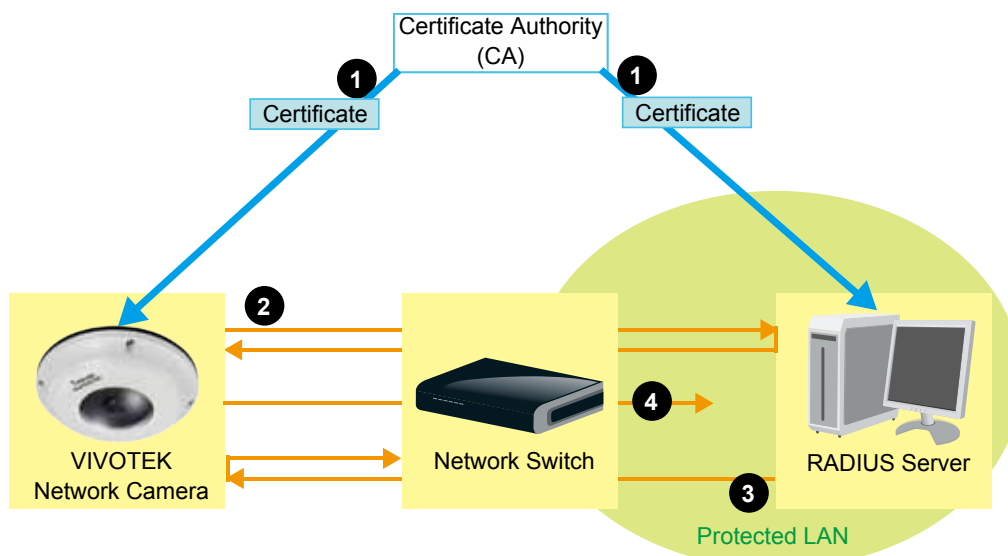 Certificate Authority
(CA)
1
1
Certificate
Certificate
2
4
VIVOTEK
Network Camera
Network Switch
RADIUS Server
3
Protected LAN